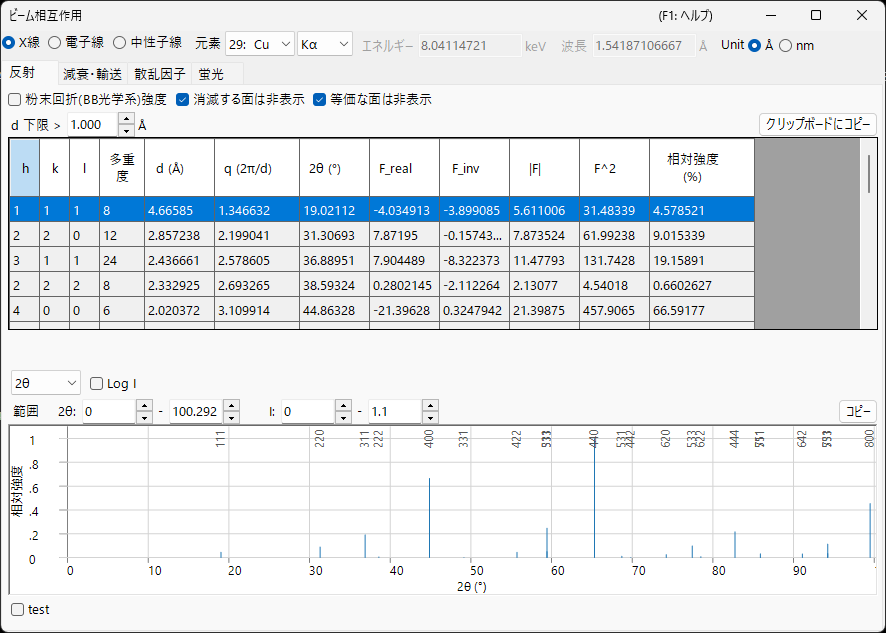 ビーム相互作用 (F1: ヘルプ)
X線 電子線 中性子線 元素 29: Cu Kα エネルギー 8.04114721 keV 波長 1.54187106667 Å Unit Å nm
反射 減衰・輸送 散乱因子 蛍光
粉末回折(BB光学系)強度 消滅する面は非表示 等価な面は非表示
d 下限 > 1.000 Å クリップボードにコピー
h k l 多重度 d (Å) q (2π/d) 2θ (°) F_real F_inv |F| F^2 相対強度 (%)
1 1 1 8 4.66585 1.346632 19.02112 -4.034913 -3.899085 5.611006 31.48339 4.578521
2 2 0 12 2.857238 2.199041 31.30693 7.87195 -0.15743... 7.873524 61.99238 9.015339
3 1 1 24 2.436661 2.578605 36.88951 7.904489 -8.322373 11.47793 131.7428 19.15891
2 2 2 8 2.332925 2.693265 38.59324 0.2802145 -2.112264 2.13077 4.54018 0.6602627
4 0 0 6 2.020372 3.109914 44.86328 -21.39628 0.3247942 21.39875 457.9065 66.59177
2θ Log I
範囲 2θ: 0 - 100.292 I: 0 - 1.1 コピー
111 220 311 222 400 331 422 333 440 531 442 620 533 622 444 551 642 553 800
1
.8
.6
.4
.2
0
相対強度
0 10 20 30 40 50 60 70 80 90
2θ (°)
test